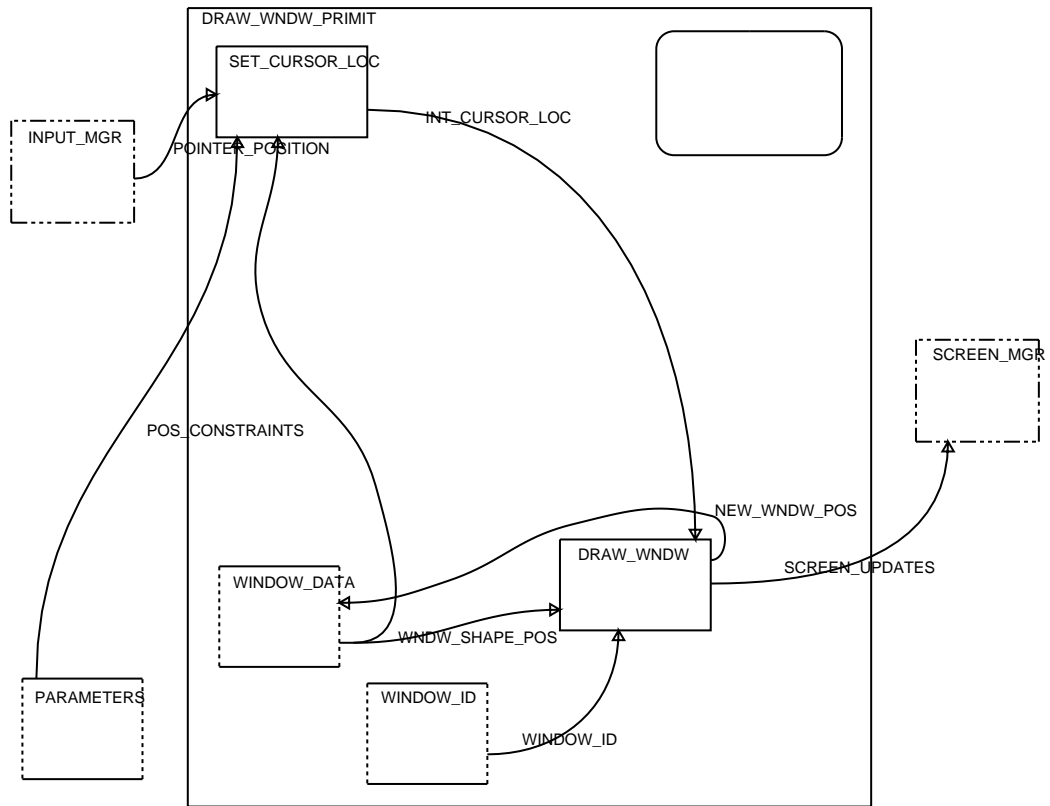 DRAW_WNDW_PRIMIT
SET_CURSOR_LOC
INT_CURSOR_LOC
INPUT_MGR
POINTER_POSITION
SCREEN_MGR
POS_CONSTRAINTS
NEW_WNDW_POS
DRAW_WNDW
SCREEN_UPDATES
WINDOW_DATA
WNDW_SHAPE_POS
PARAMETERS
WINDOW_ID
WINDOW_ID